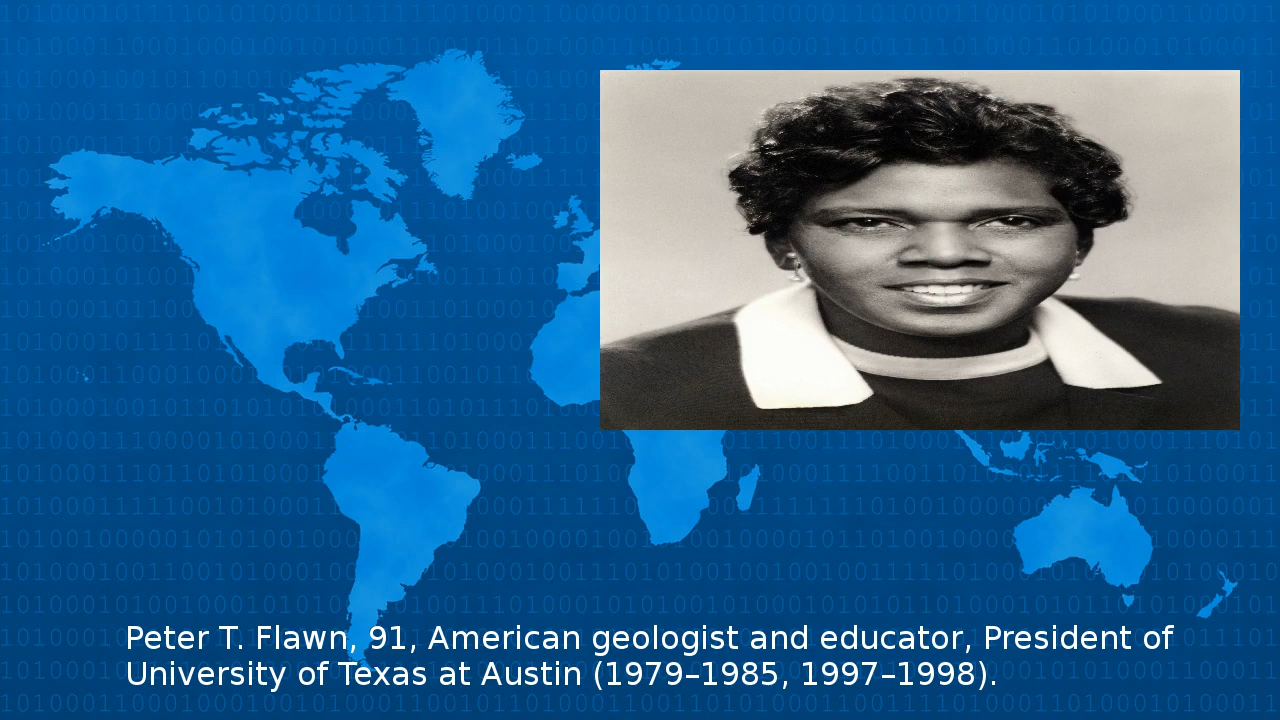 Peter T. Flawn, 91, American geologist and educator, President of
University of Texas at Austin (1979–1985, 1997–1998).